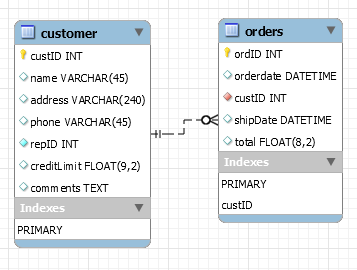 customer
custID INT
name VARCHAR(45)
address VARCHAR(240)
phone VARCHAR(45)
repID INT
creditLimit FLOAT(9,2)
comments TEXT
Indexes
PRIMARY
orders
ordID INT
orderdate DATETIME
custID INT
shipDate DATETIME
total FLOAT(8,2)
Indexes
PRIMARY
custID